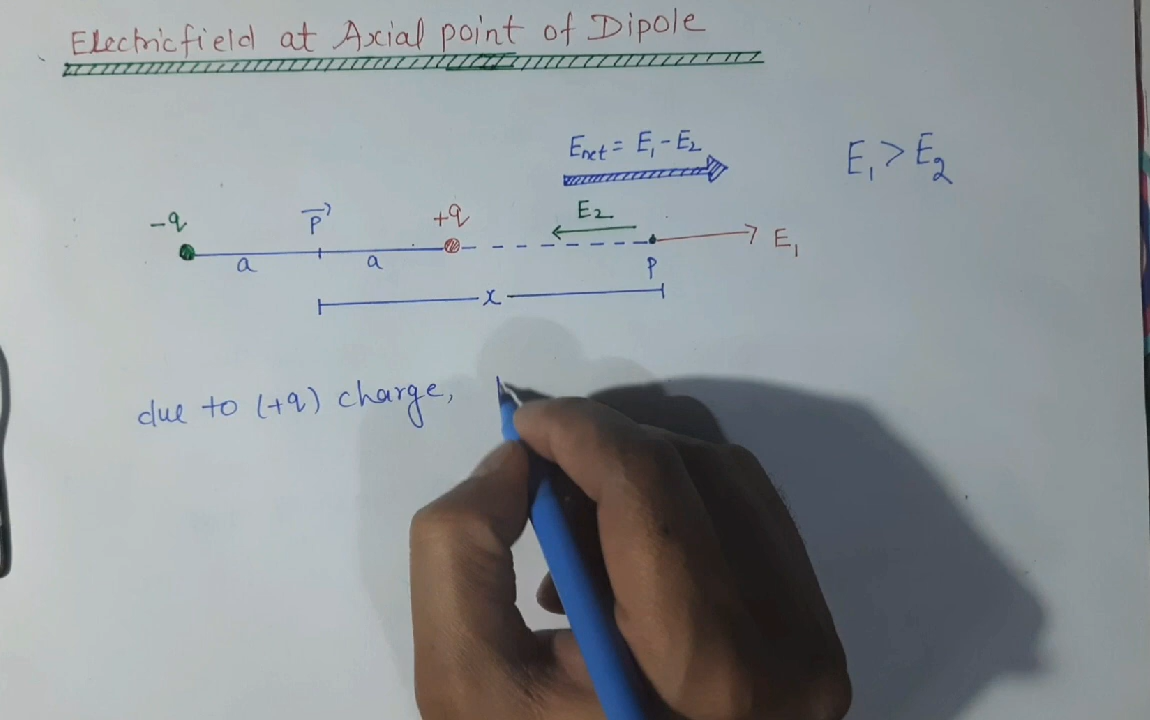 Electricfield at Axial point of Dipole
Enet = E₁ - E₂
E₁ > E₂
-q
P⃗
+q
E₂
E₁
a
a
P
x
due to (+q) charge,